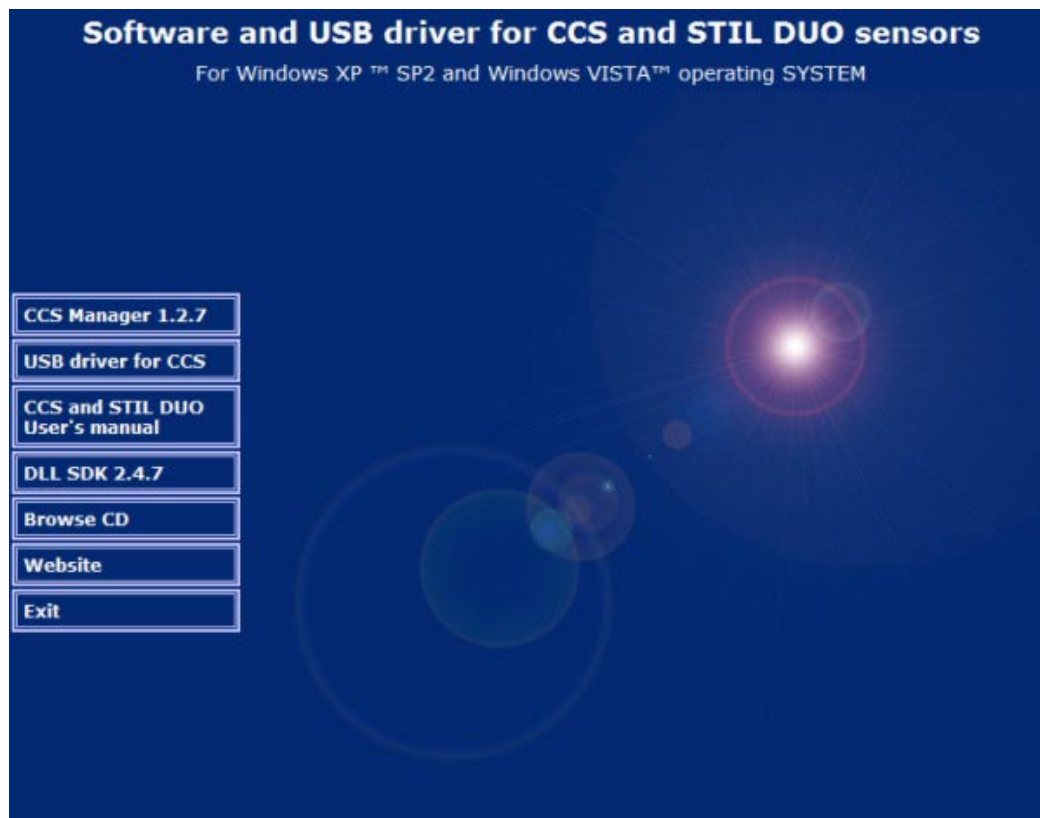 Software and USB driver for CCS and STIL DUO sensors
For Windows XP ™ SP2 and Windows VISTA™ operating SYSTEM
CCS Manager 1.2.7
USB driver for CCS
CCS and STIL DUO
User's manual
DLL SDK 2.4.7
Browse CD
Website
Exit